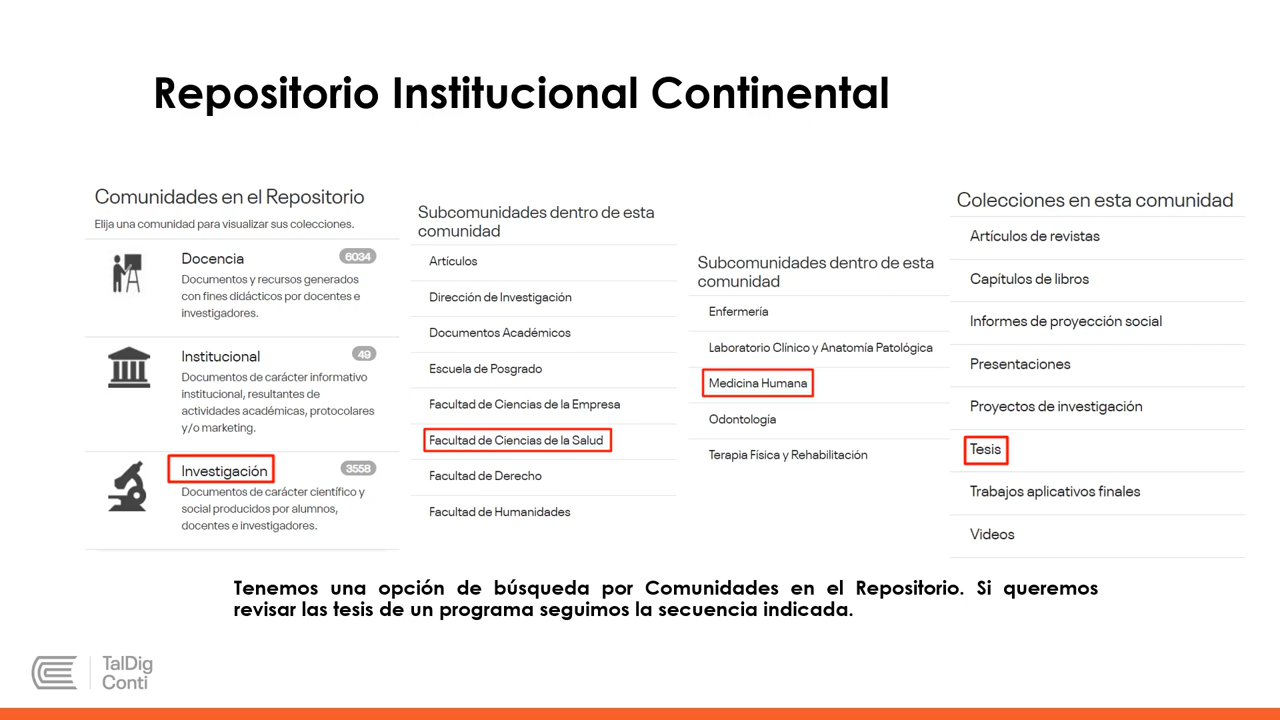 Repositorio Institucional Continental
Comunidades en el Repositorio
Elija una comunidad para visualizar sus colecciones.
Docencia
6034
Documentos y recursos generados
con fines didácticos por docentes e
investigadores.
Institucional
49
Documentos de carácter informativo
institucional, resultantes de
actividades académicas, protocolares
y/o marketing.
Investigación
3558
Documentos de carácter científico y
social producidos por alumnos,
docentes e investigadores.
Subcomunidades dentro de esta
comunidad
Artículos
Dirección de Investigación
Documentos Académicos
Escuela de Posgrado
Facultad de Ciencias de la Empresa
Facultad de Ciencias de la Salud
Facultad de Derecho
Facultad de Humanidades
Subcomunidades dentro de esta
comunidad
Enfermería
Laboratorio Clínico y Anatomía Patológica
Medicina Humana
Odontología
Terapia Física y Rehabilitación
Colecciones en esta comunidad
Artículos de revistas
Capítulos de libros
Informes de proyección social
Presentaciones
Proyectos de investigación
Tesis
Trabajos aplicativos finales
Videos
Tenemos una opción de búsqueda por Comunidades en el Repositorio. Si queremos
revisar las tesis de un programa seguimos la secuencia indicada.
TalDig
Conti